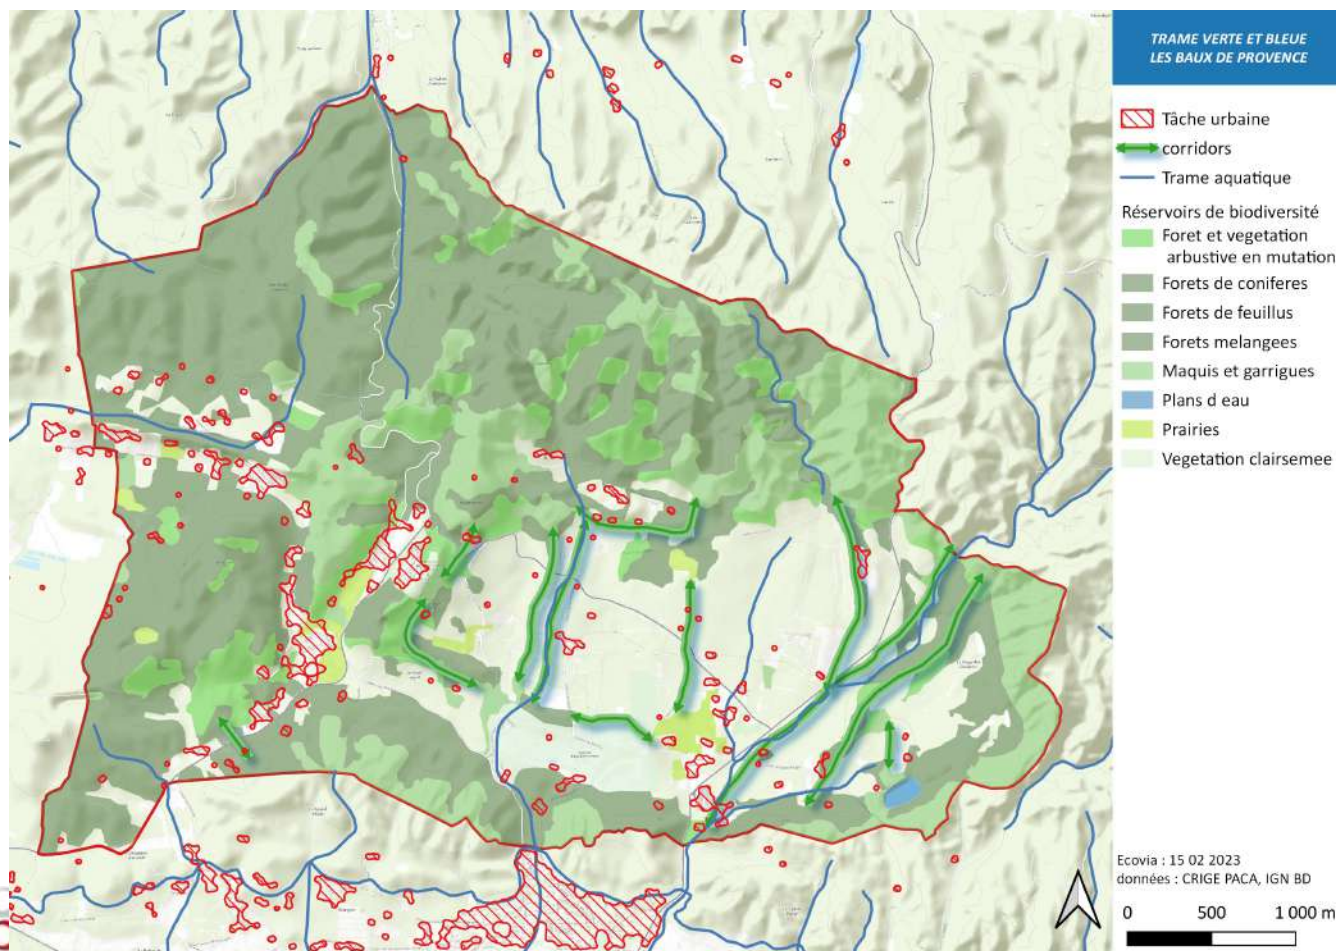 TRAME VERTE ET BLEUE
LES BAUX DE PROVENCE
Tâche urbaine
corridors
Trame aquatique
Réservoirs de biodiversité
Foret et vegetation
arbustive en mutation
Forets de coniferes
Forets de feuillus
Forets melangees
Maquis et garrigues
Plans d eau
Prairies
Vegetation clairsemee
Ecovia : 15 02 2023
données : CRIGE PACA, IGN BD
0 500 1 000 m